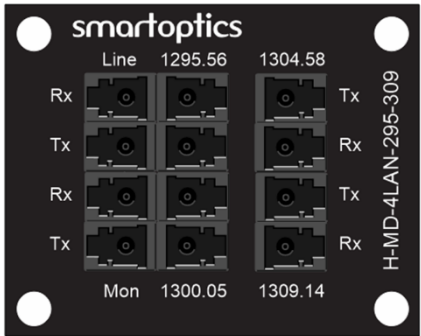 smartoptics
Line 1295.56 1304.58
Rx Tx
Tx Rx
Rx Tx
Tx Rx
Mon 1300.05 1309.14
H-MD-4LAN-295-309